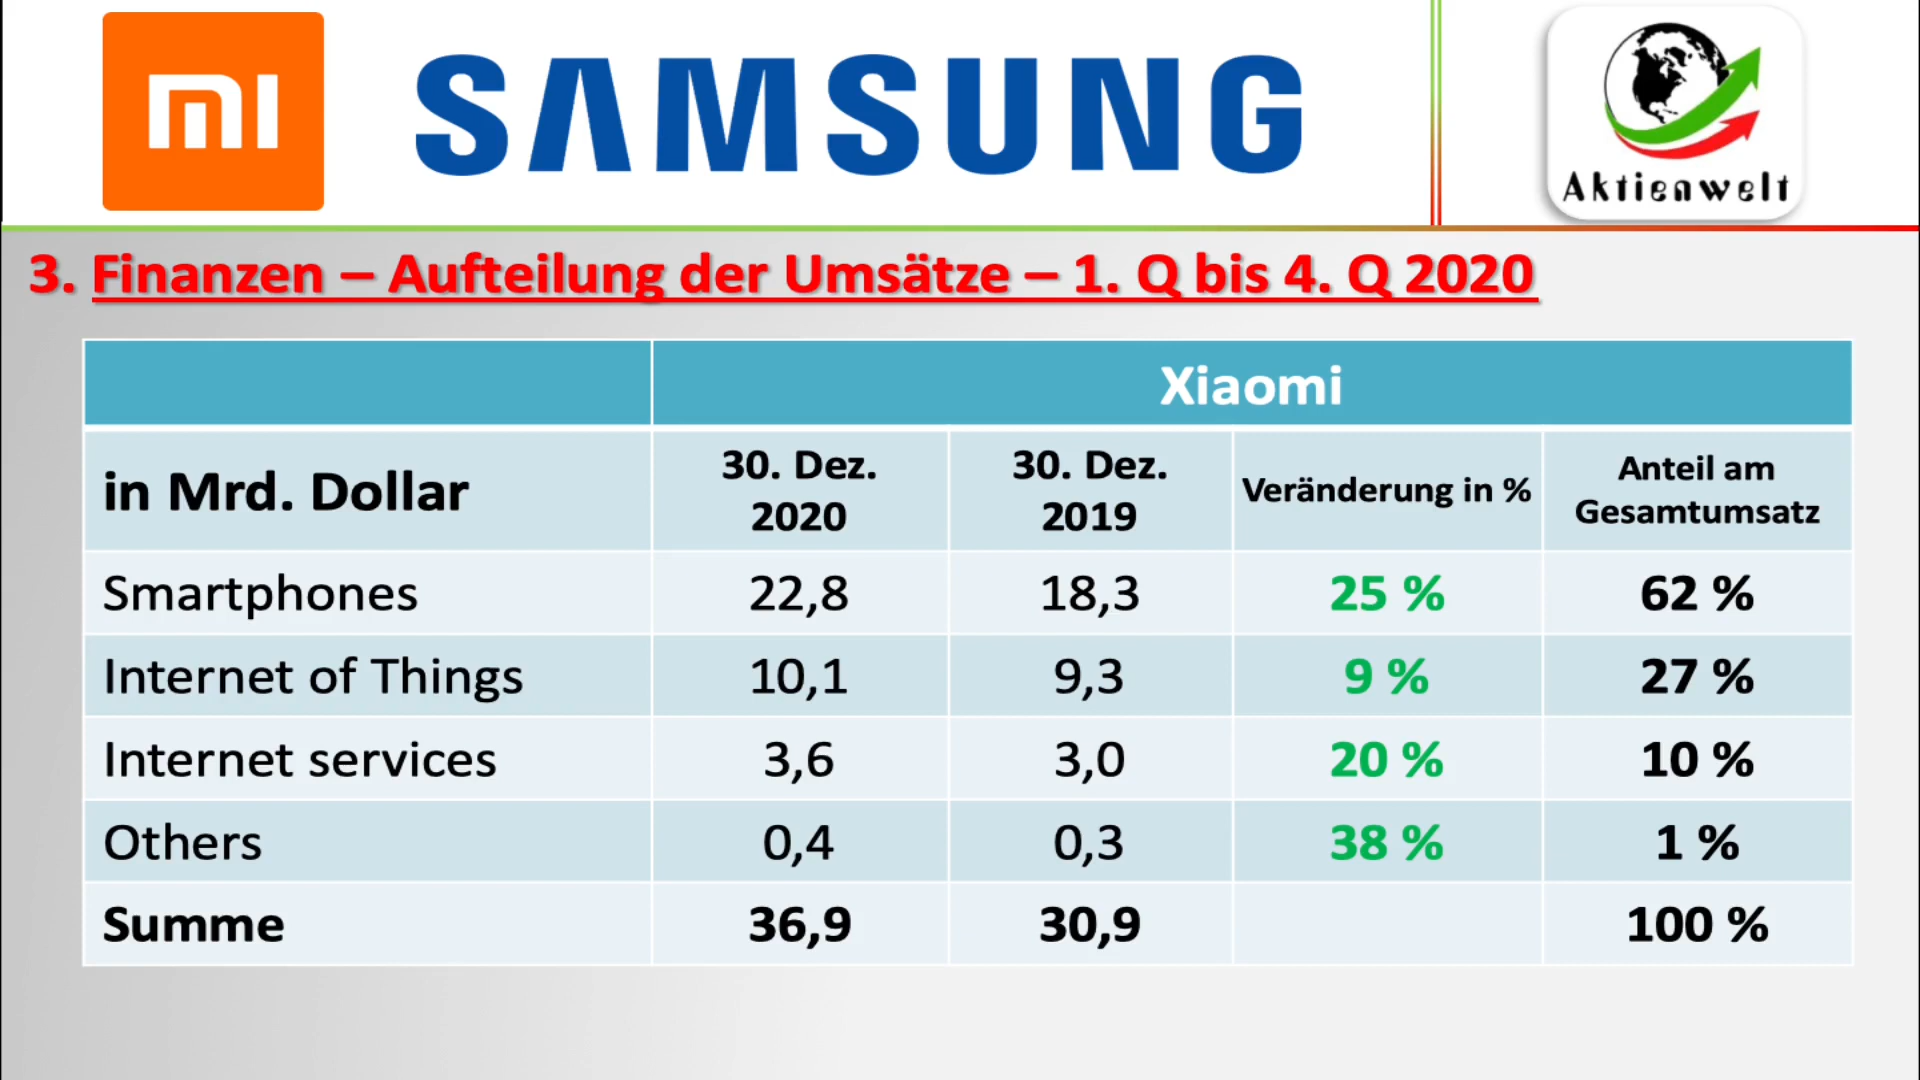 mi SAMSUNG
Aktienwelt
3. Finanzen – Aufteilung der Umsätze – 1. Q bis 4. Q 2020
Xiaomi
in Mrd. Dollar 30. Dez. 2020 30. Dez. 2019 Veränderung in % Anteil am Gesamtumsatz
Smartphones 22,8 18,3 25 % 62 %
Internet of Things 10,1 9,3 9 % 27 %
Internet services 3,6 3,0 20 % 10 %
Others 0,4 0,3 38 % 1 %
Summe 36,9 30,9 100 %